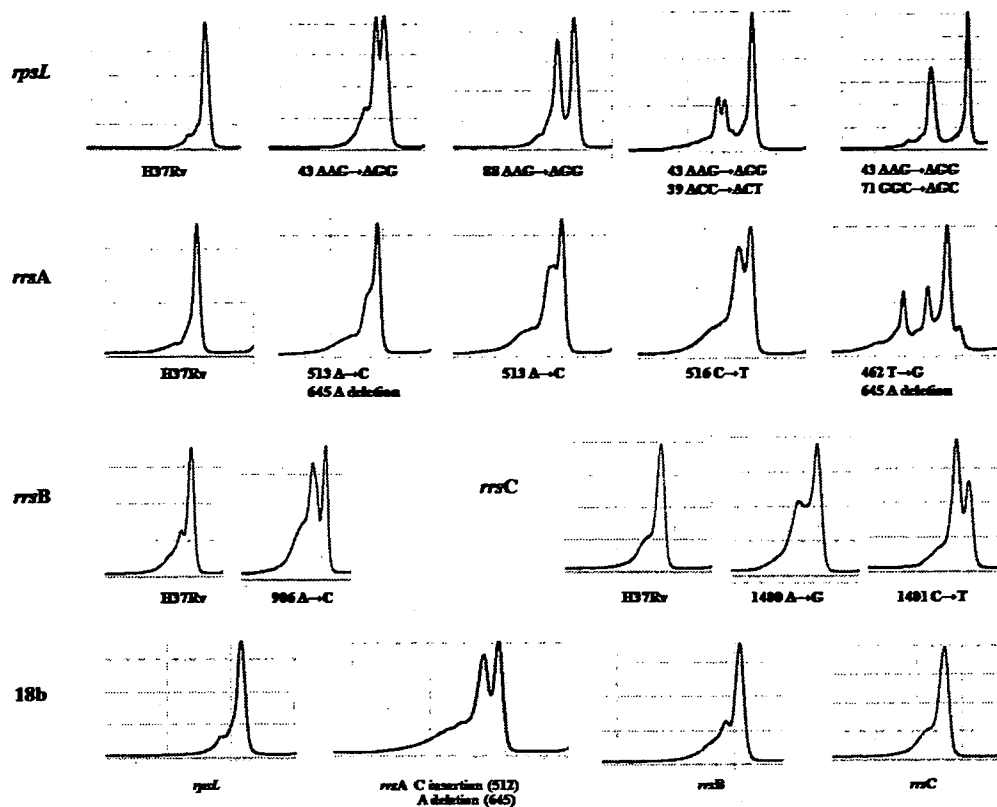 rpsL
H37Rv
43 AAG→AGG
88 AAG→AGG
43 AAG→AGG
39 ACC→ACT
43 AAG→AGG
71 GGC→AGC
rrsA
H37Rv
513 A→C
645 A deletion
513 A→C
516 C→T
462 T→G
645 A deletion
rrsB
H37Rv
906 A→C
rrsC
H37Rv
1400 A→G
1401 C→T
18b
rpsL
rrsA C insertion (512)
A deletion (645)
rrsB
rrsC